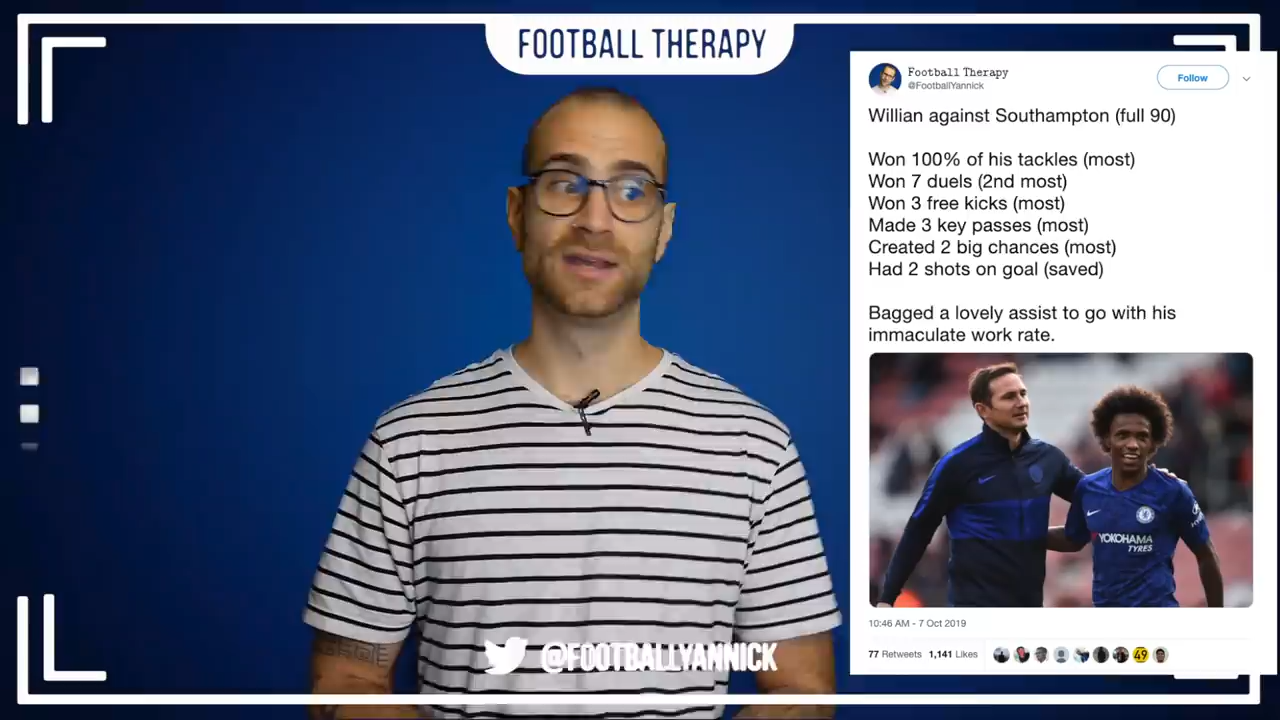 FOOTBALL THERAPY
Football Therapy
@FootballYannick
Follow
Willian against Southampton (full 90)
Won 100% of his tackles (most)
Won 7 duels (2nd most)
Won 3 free kicks (most)
Made 3 key passes (most)
Created 2 big chances (most)
Had 2 shots on goal (saved)
Bagged a lovely assist to go with his
immaculate work rate.
YOKOHAMA
TYRES
10:46 AM - 7 Oct 2019
77 Retweets 1,141 Likes
49
@FOOTBALLYANNICK